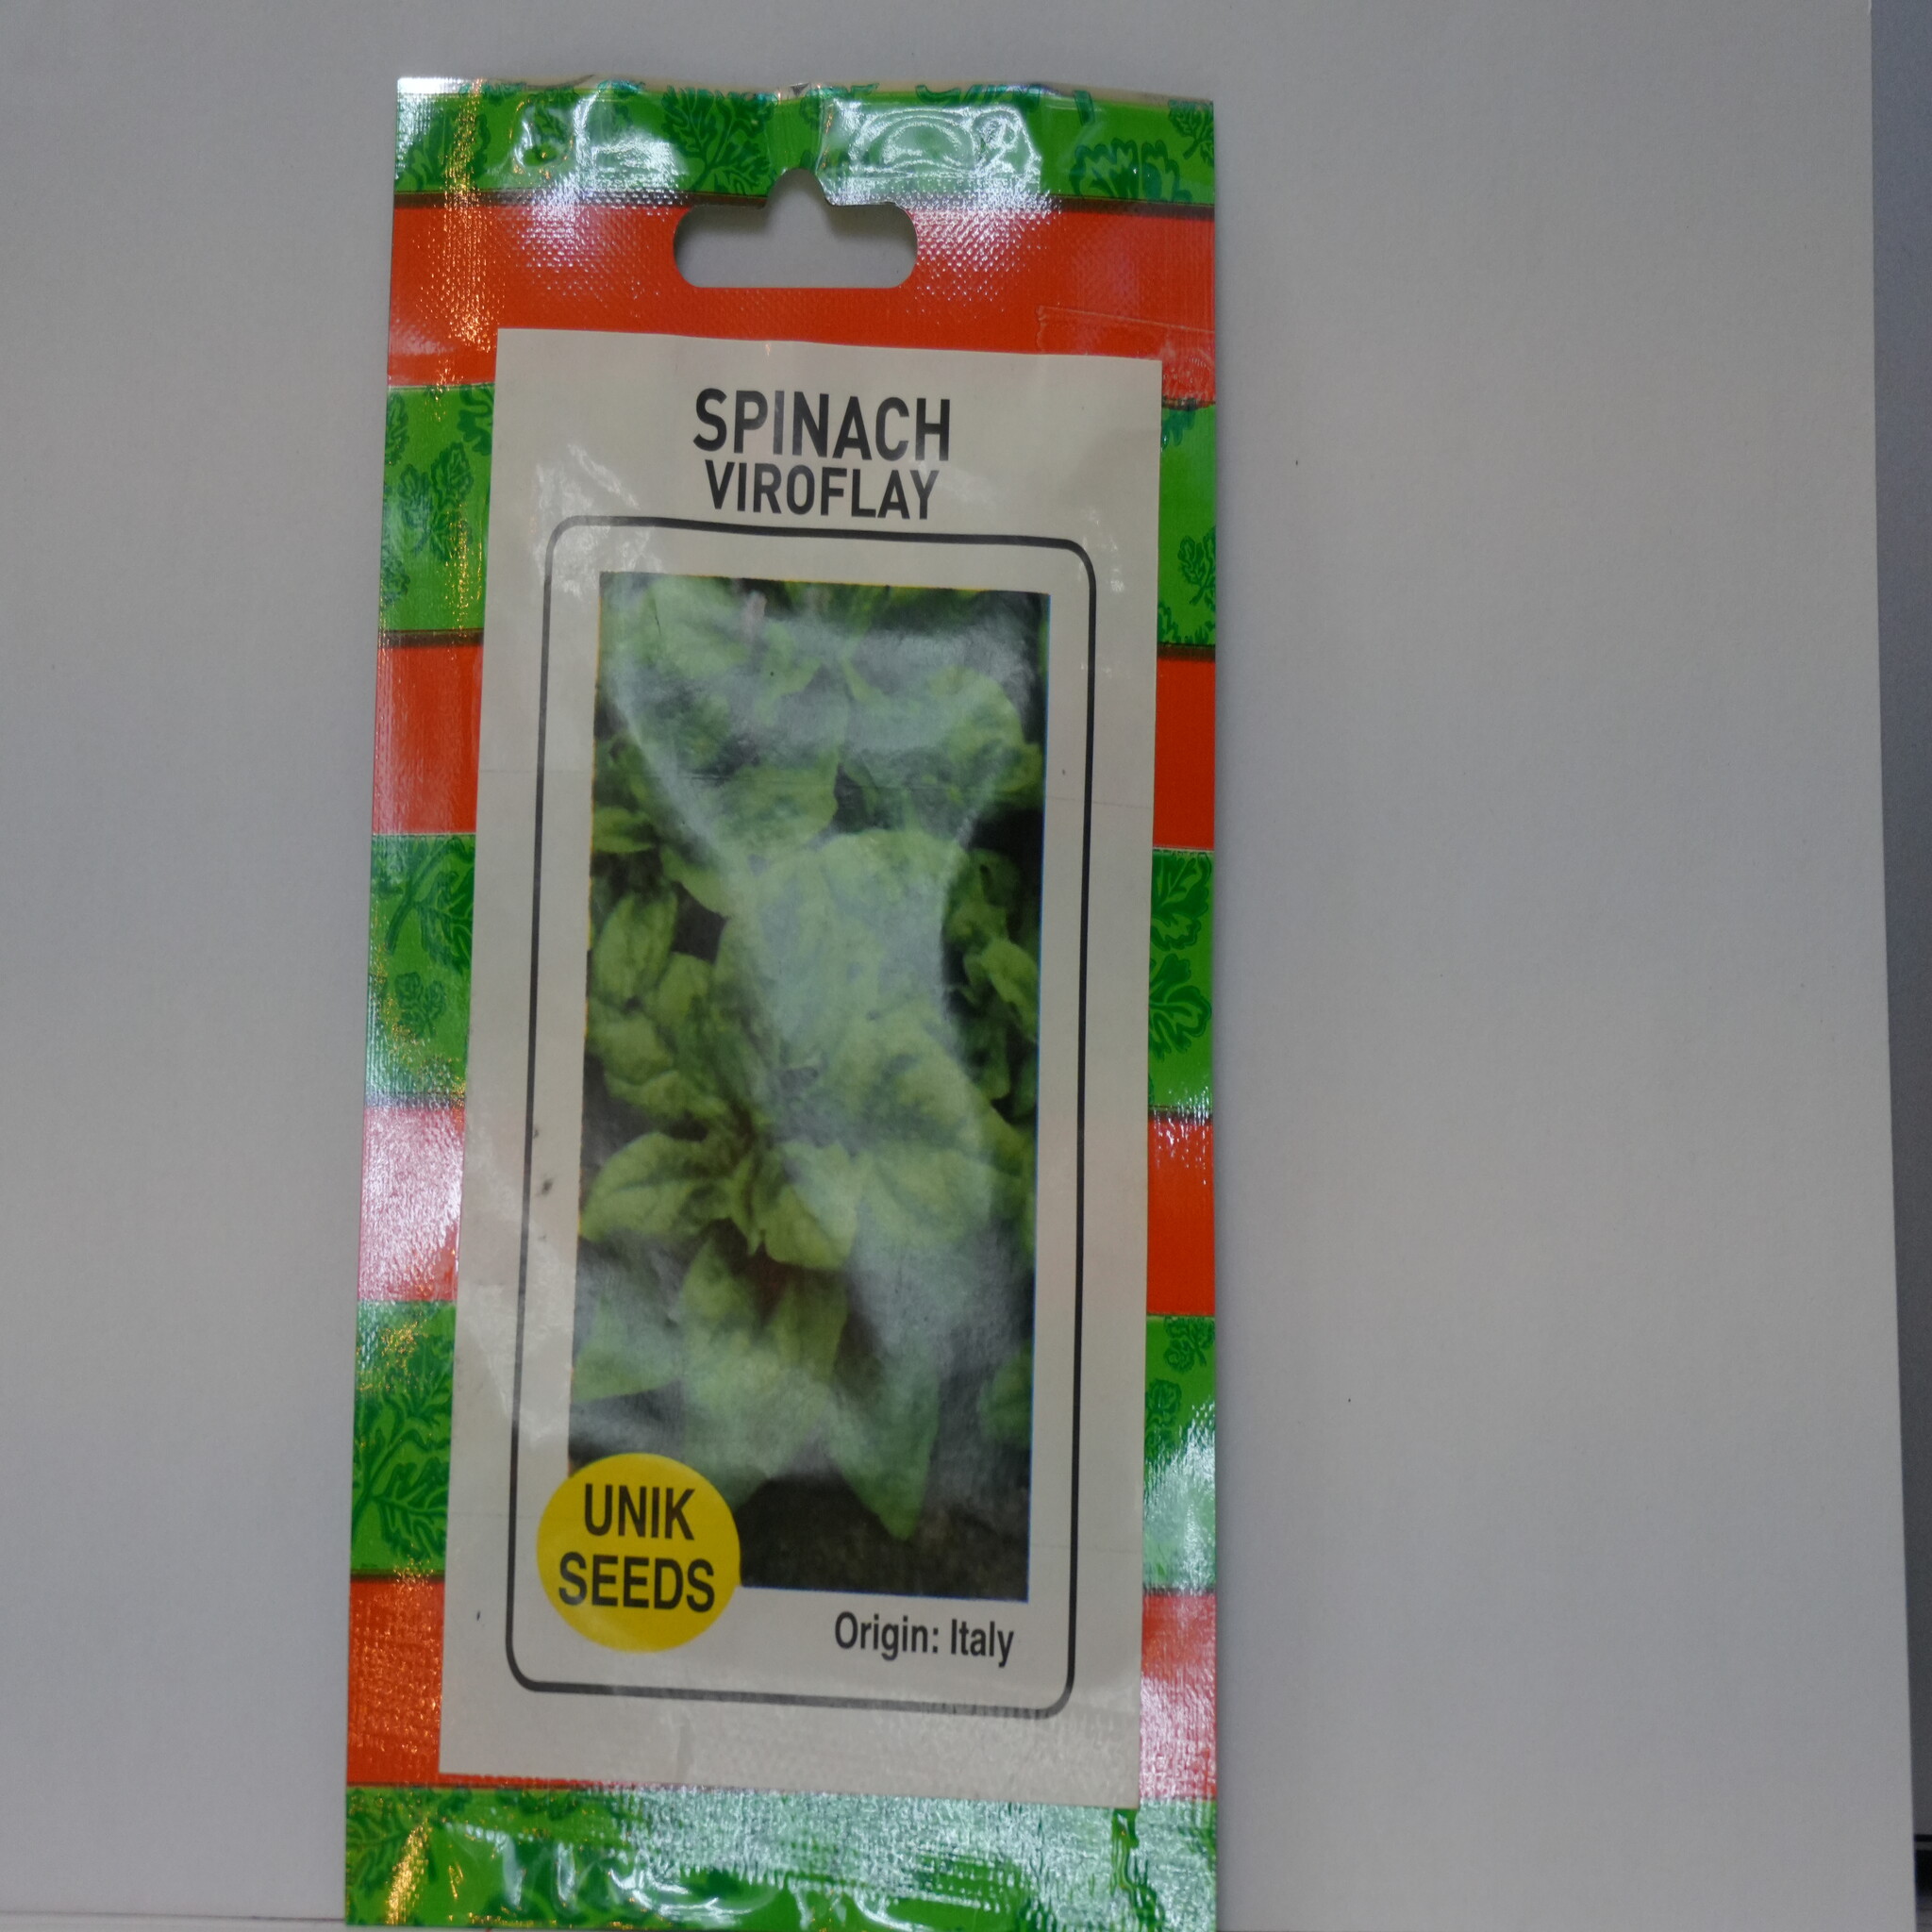 SPINACH
VIROFLAY
UNIK
SEEDS
Origin: Italy